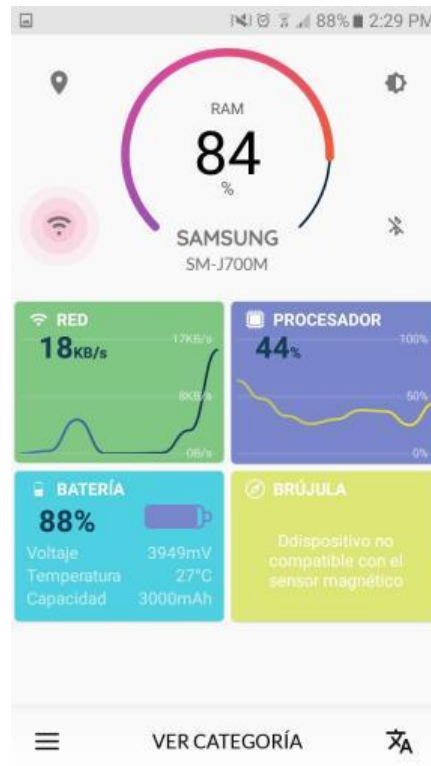 88% 2:29 PM
RAM
84
%
SAMSUNG
SM-J700M
RED
18KB/s
17KB/s
8KB/s
0B/s
PROCESADOR
44%
100%
50%
0%
BATERÍA
88%
Voltaje 3949mV
Temperatura 27°C
Capacidad 3000mAh
BRÚJULA
Ddispositivo no
compatible con el
sensor magnético
VER CATEGORÍA